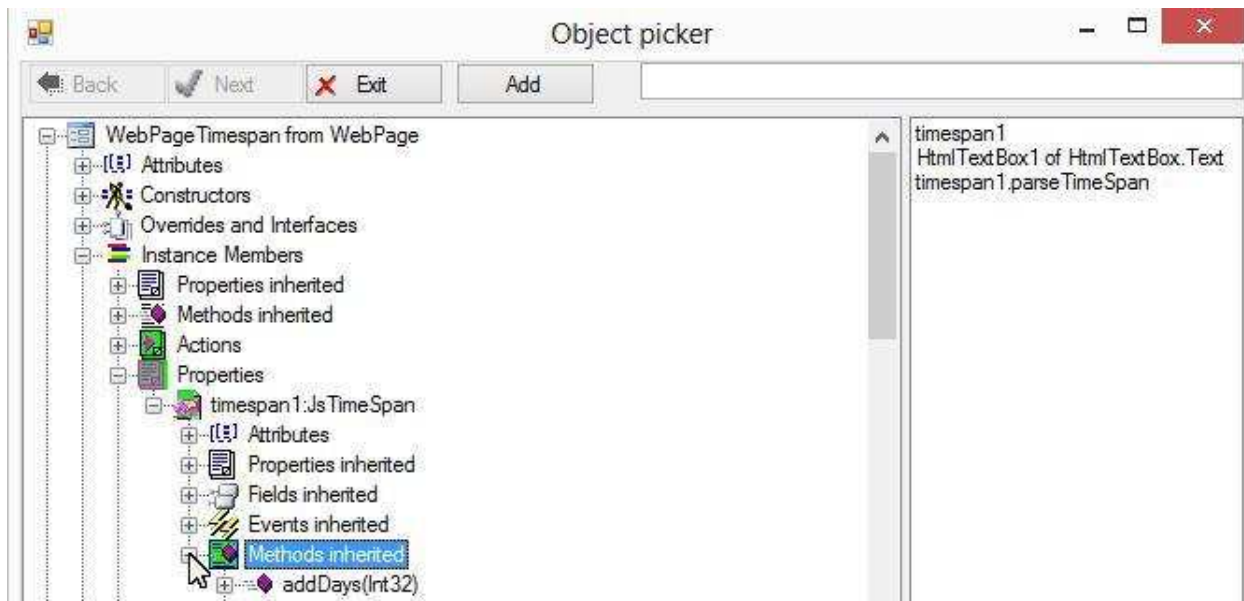 Object picker
Back Next Exit Add
WebPageTimespan from WebPage
Attributes
Constructors
Overrides and Interfaces
Instance Members
Properties inherited
Methods inherited
Actions
Properties
timespan1:JsTimeSpan
Attributes
Properties inherited
Fields inherited
Events inherited
Methods inherited
addDays(Int32)
timespan1
HtmlTextBox1 of HtmlTextBox.Text
timespan1.parseTimeSpan